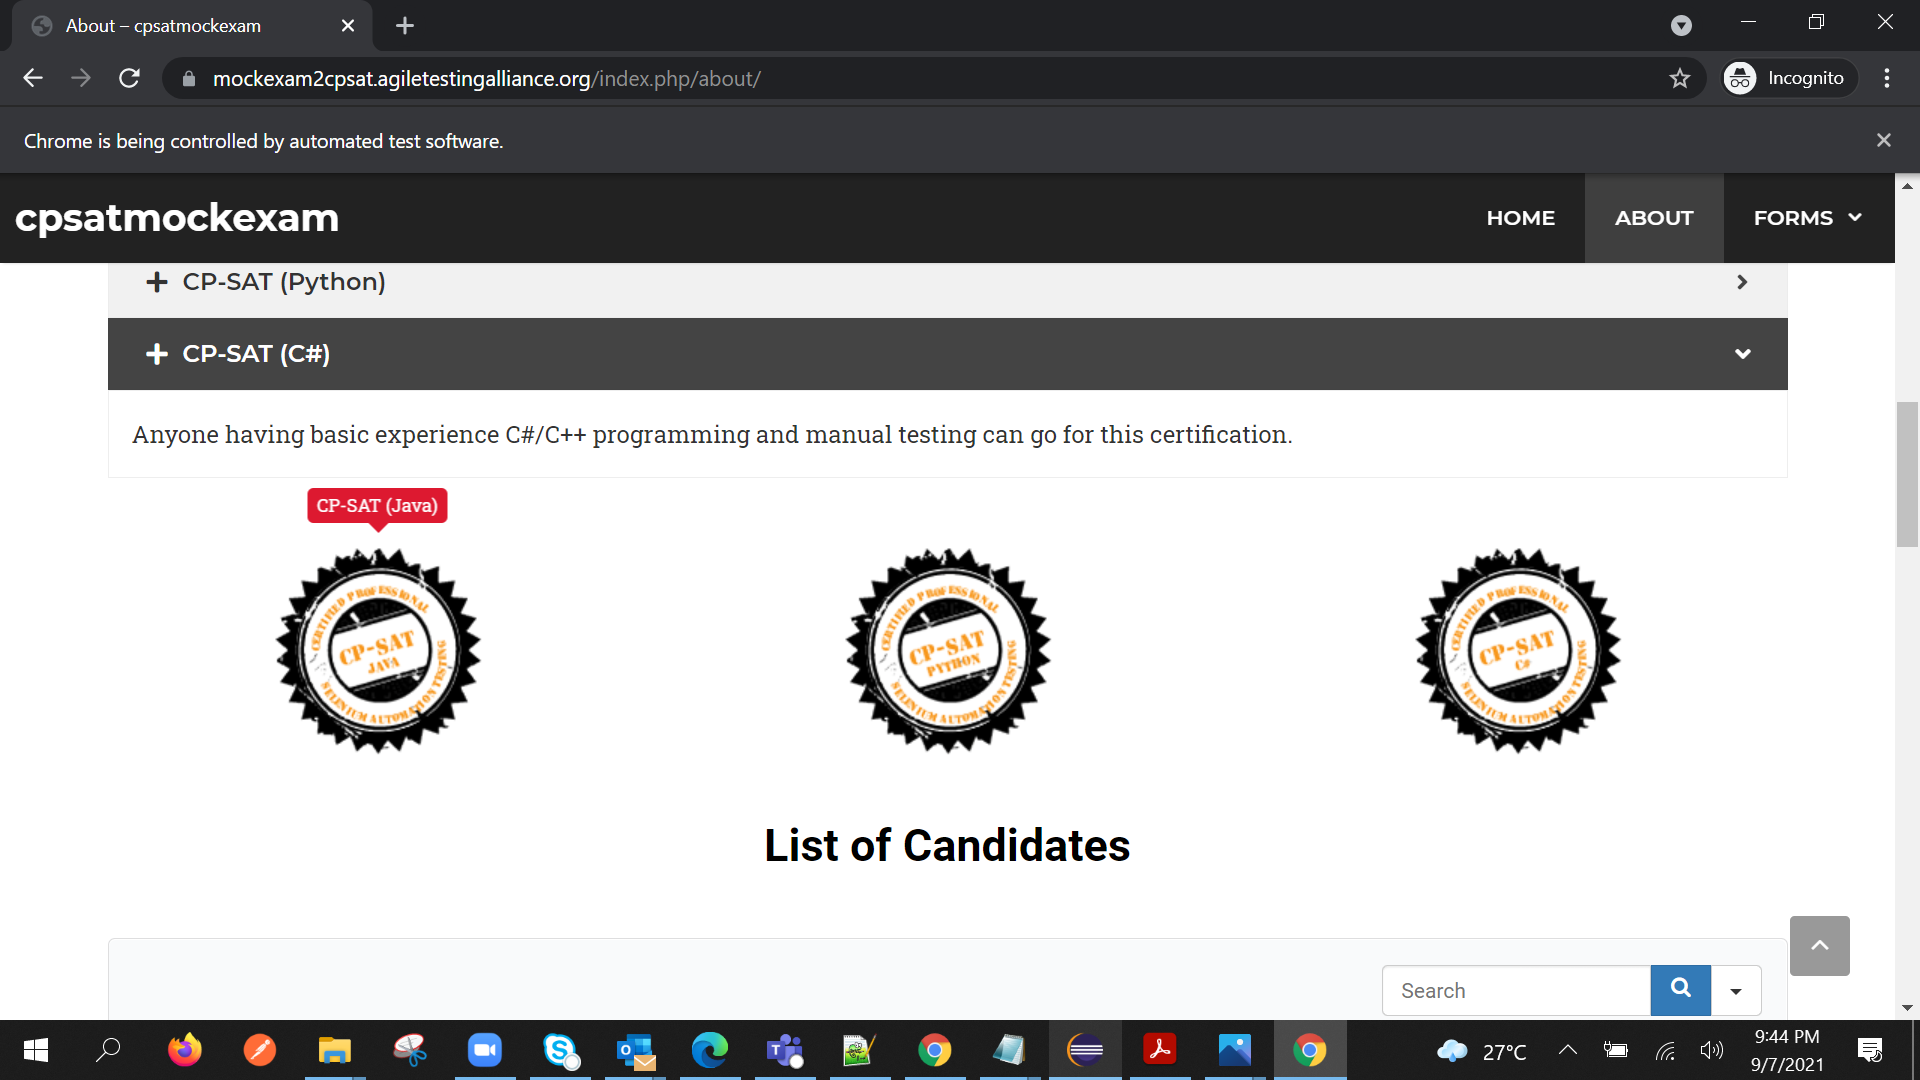 About – cpsatmockexam
mockexam2cpsat.agiletestingalliance.org/index.php/about/
Incognito
Chrome is being controlled by automated test software.
cpsatmockexam
HOME
ABOUT
FORMS
CP-SAT (Python)
CP-SAT (C#)
Anyone having basic experience C#/C++ programming and manual testing can go for this certification.
CP-SAT (Java)
CERTIFIED PROFESSIONAL
CP-SAT
JAVA
SELENIUM AUTOMATION TESTING
CERTIFIED PROFESSIONAL
CP-SAT
PYTHON
SELENIUM AUTOMATION TESTING
CERTIFIED PROFESSIONAL
CP-SAT
C#
SELENIUM AUTOMATION TESTING
List of Candidates
Search
27°C
9:44 PM
9/7/2021